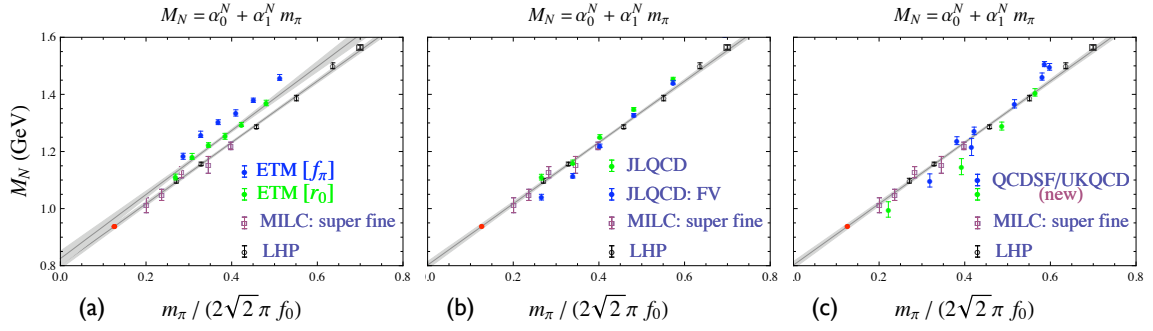 M_N = α_0^N + α_1^N m_π
M_N = α_0^N + α_1^N m_π
M_N = α_0^N + α_1^N m_π
M_N (GeV)
1.6
1.4
1.2
1.0
0.8
0.0 0.2 0.4 0.6 0.8
ETM [f_π]
ETM [r_0]
MILC: super fine
LHP
(a) m_π / (2√2 π f_0)
0.2 0.4 0.6 0.8
JLQCD
JLQCD: FV
MILC: super fine
LHP
(b) m_π / (2√2 π f_0)
0.2 0.4 0.6 0.8
QCDSF/UKQCD
(new)
MILC: super fine
LHP
(c) m_π / (2√2 π f_0)